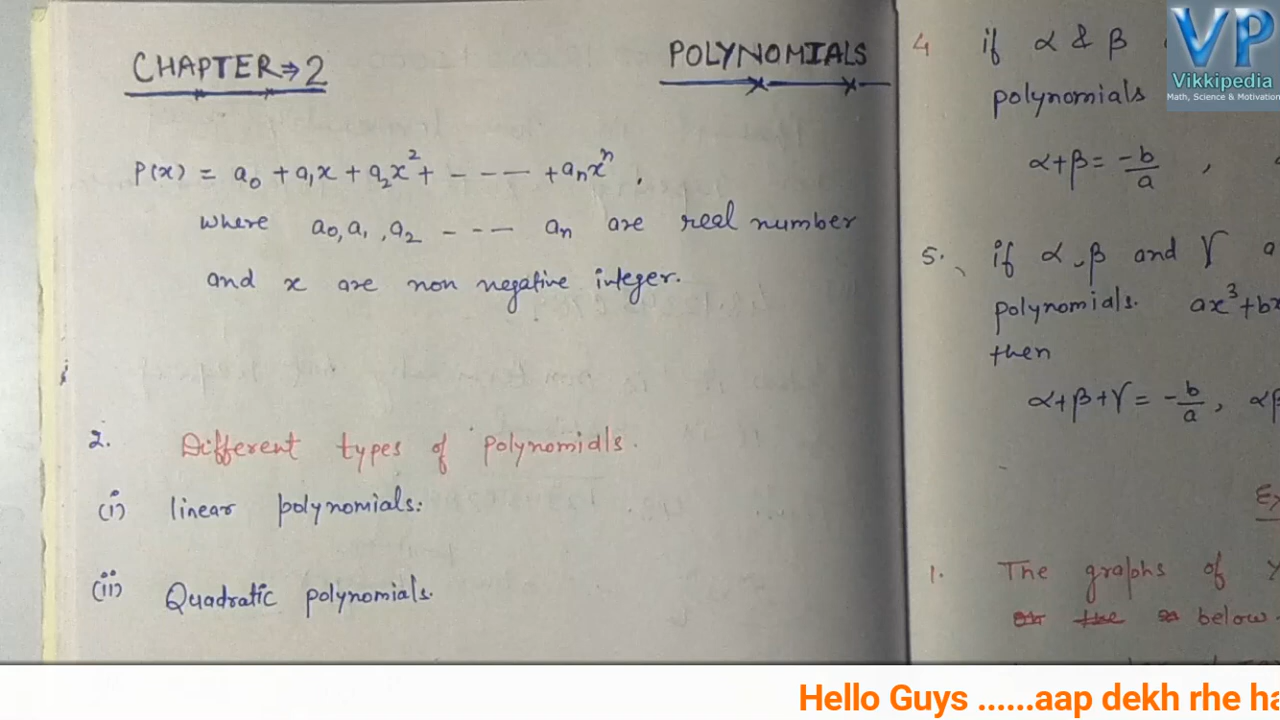 CHAPTER→2
POLYNOMIALS
P(x) = a₀ + a₁x + a₂x² + - - - — + aₙxⁿ ,
where a₀, a₁ , a₂ - - - — aₙ are real number
and x are non negative integer.
2. Different types of polynomials.
(i) linear polynomials.
(ii) Quadratic polynomials.
4 if α & β
polynomials
α+β = -b/a ,
5. if α , β and γ a
polynomials. ax³+bx
then
α+β+γ = -b/a , αβ
1. The graphs of Y
below.
VP
Vikkipedia
Math, Science & Motivation
Hello Guys ......aap dekh rhe ha